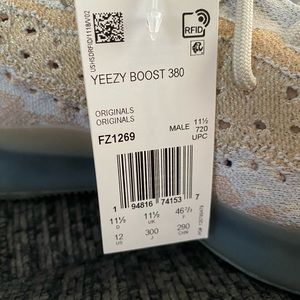 RFID
YEEZY BOOST 380
ORIGINALS
ORIGINALS
FZ1269
MALE 11½
720
UPC
1 94816 74153 7
11½ 11½ 46⅔
D UK F
12 300 290
US J CHN